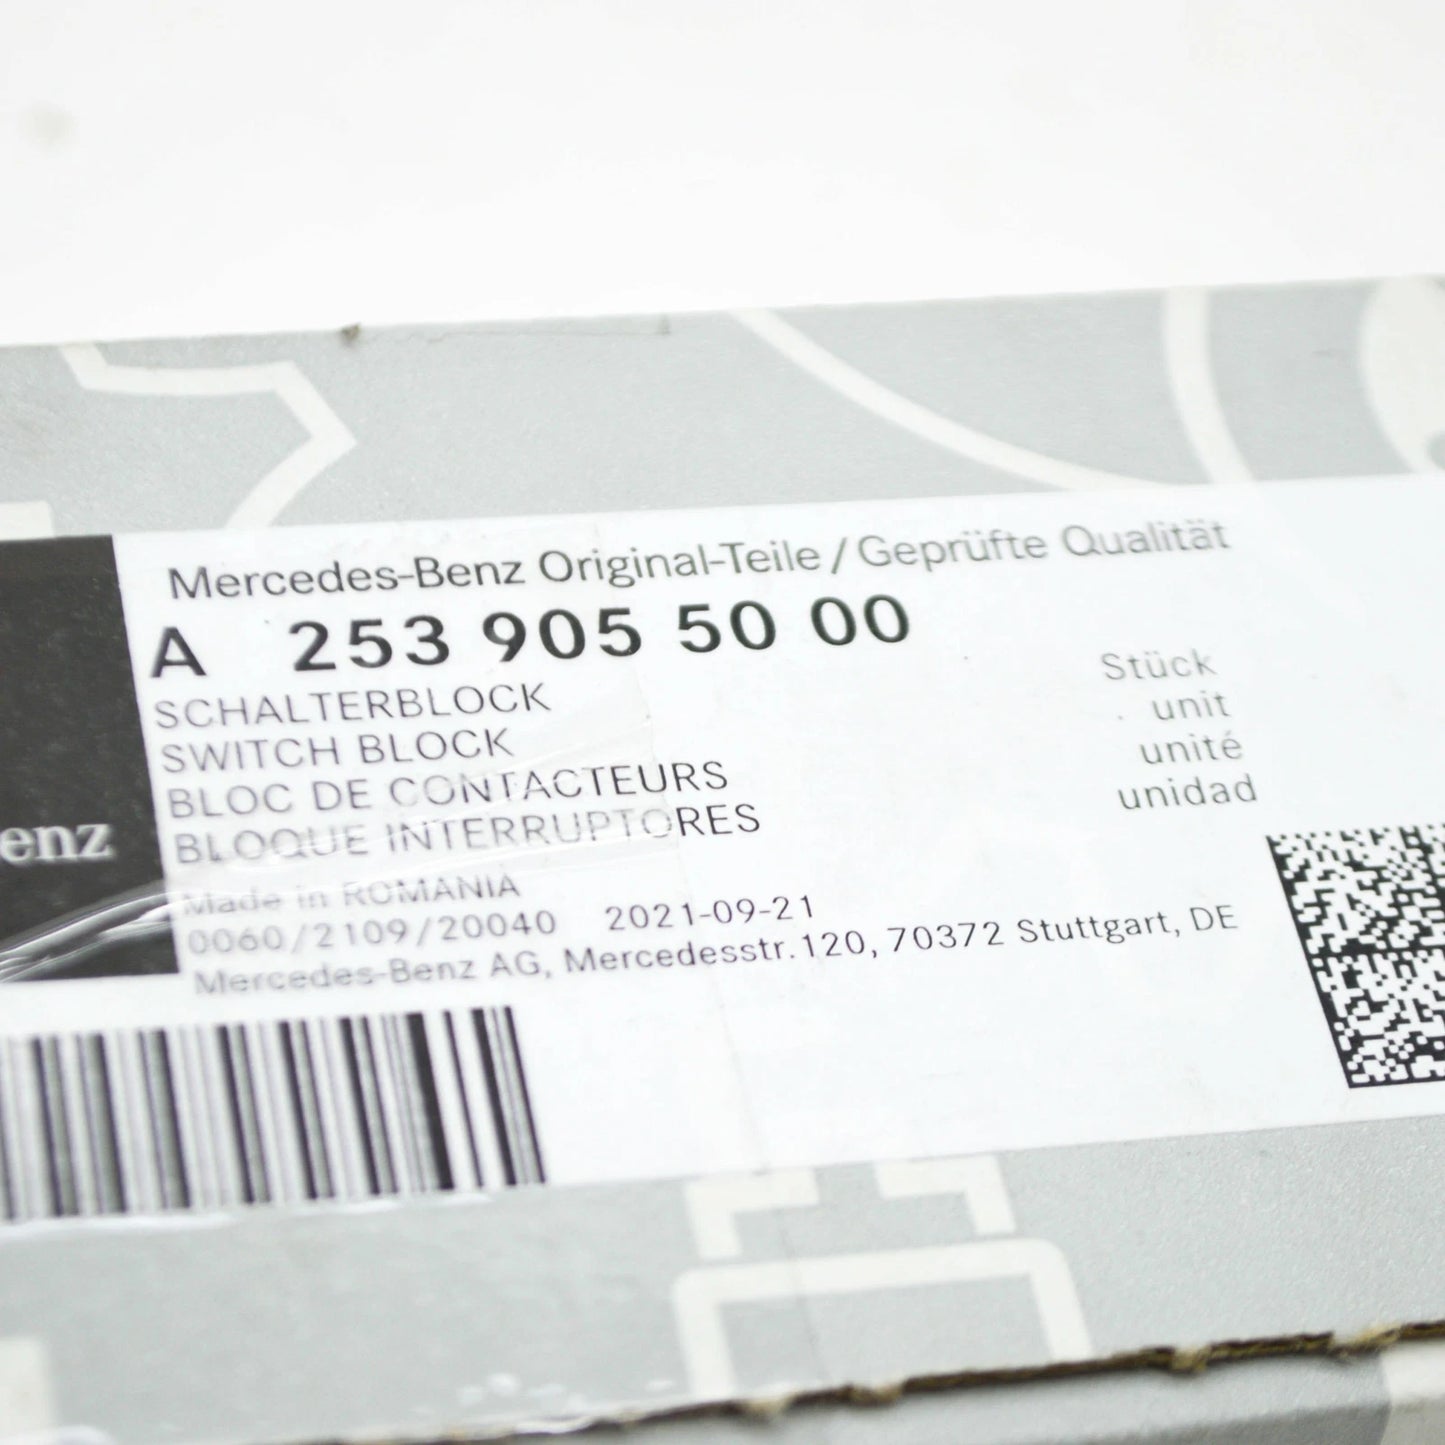 Mercedes-Benz Original-Teile / Geprüfte Qualität
A 253 905 50 00
SCHALTERBLOCK
SWITCH BLOCK
BLOC DE CONTACTEURS
BLOQUE INTERRUPTORES
Stück
unit
unité
unidad
enz
Made in ROMANIA
0060/2109/20040 2021-09-21
Mercedes-Benz AG, Mercedesstr.120, 70372 Stuttgart, DE